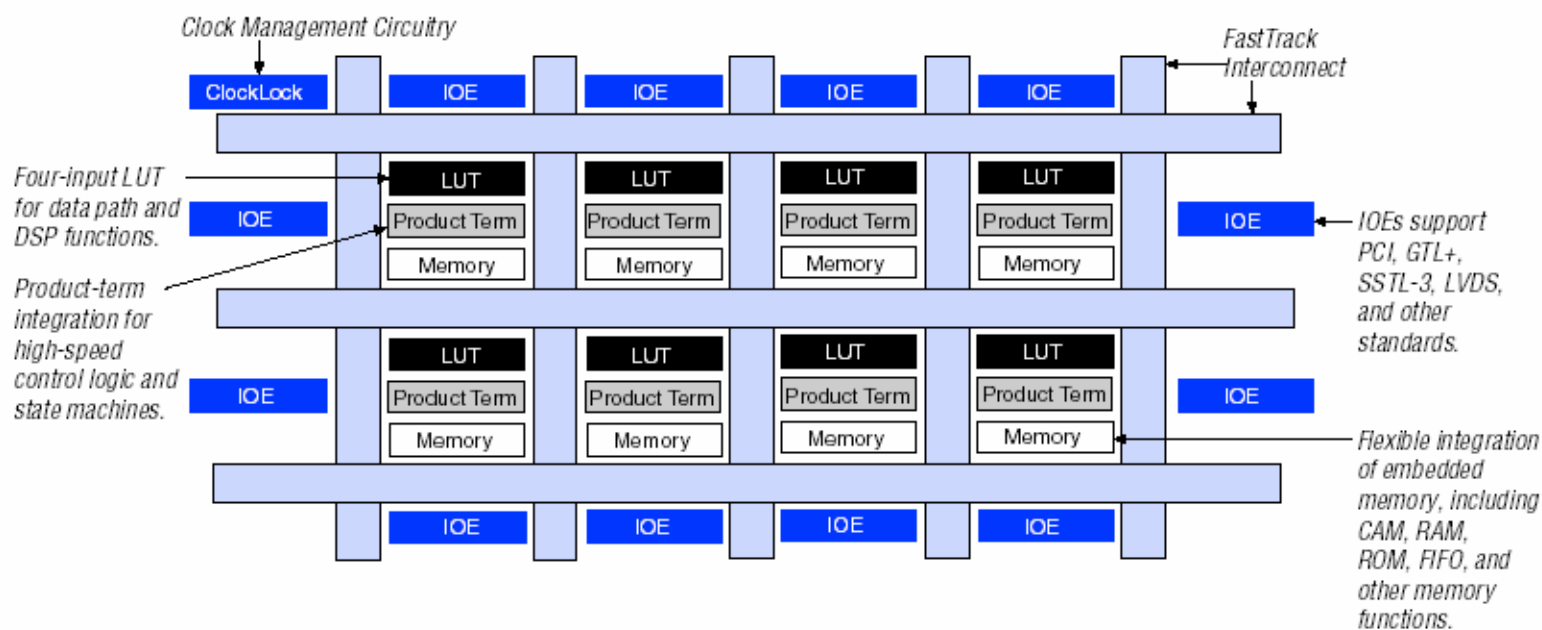 Clock Management Circuitry
FastTrack
Interconnect
ClockLock
IOE
IOE
IOE
IOE
Four-input LUT
for data path and
DSP functions.
LUT
LUT
LUT
LUT
IOE
Product Term
Product Term
Product Term
Product Term
IOE
IOEs support
PCI, GTL+,
SSTL-3, LVDS,
and other
standards.
Memory
Memory
Memory
Memory
Product-term
integration for
high-speed
control logic and
state machines.
LUT
LUT
LUT
LUT
IOE
Product Term
Product Term
Product Term
Product Term
IOE
Memory
Memory
Memory
Memory
Flexible integration
of embedded
memory, including
CAM, RAM,
ROM, FIFO, and
other memory
functions.
IOE
IOE
IOE
IOE